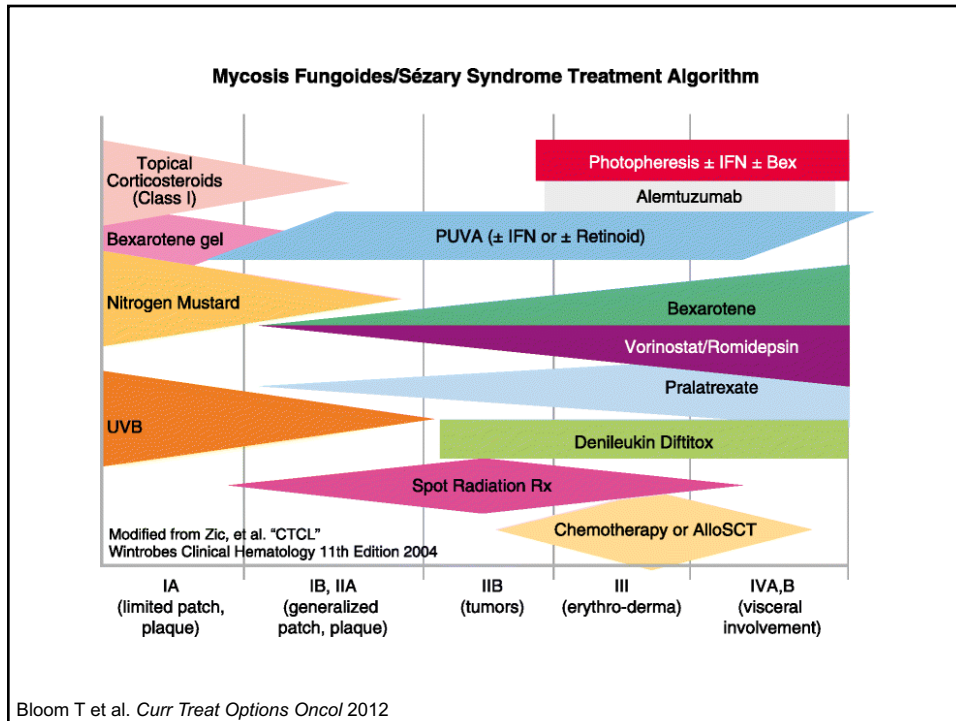 Mycosis Fungoides/Sézary Syndrome Treatment Algorithm
Topical
Corticosteroids
(Class I)
Photopheresis ± IFN ± Bex
Alemtuzumab
Bexarotene gel
PUVA (± IFN or ± Retinoid)
Nitrogen Mustard
Bexarotene
Vorinostat/Romidepsin
Pralatrexate
UVB
Denileukin Diftitox
Spot Radiation Rx
Chemotherapy or AlloSCT
Modified from Zic, et al. “CTCL”
Wintrobes Clinical Hematology 11th Edition 2004
IA
(limited patch,
plaque)
IB, IIA
(generalized
patch, plaque)
IIB
(tumors)
III
(erythro-derma)
IVA,B
(visceral
involvement)
Bloom T et al. Curr Treat Options Oncol 2012